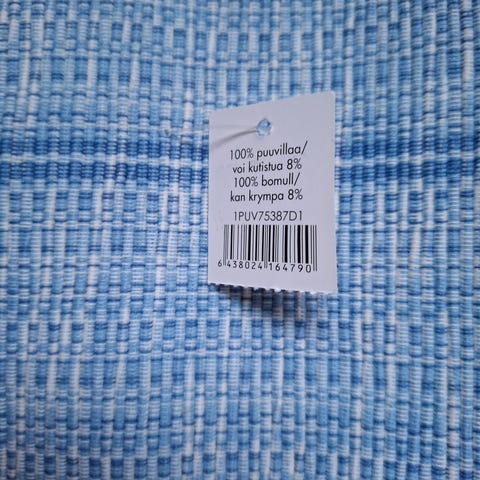 100% puuvillaa/
voi kutistua 8%
100% bomull/
kan krympa 8%
1PUV75387D1
6 438024 164790